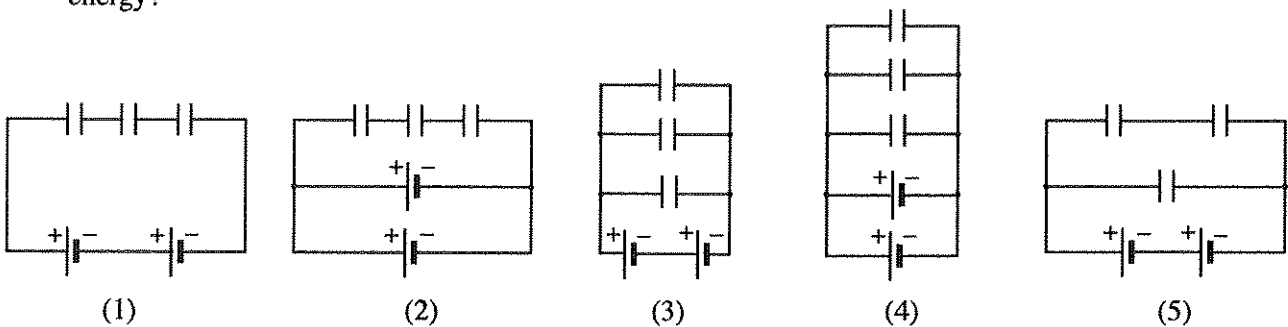 energy?
+ − + −
+ −
+ −
+ − + −
+ −
+ −
+ − + −
(1) (2) (3) (4) (5)